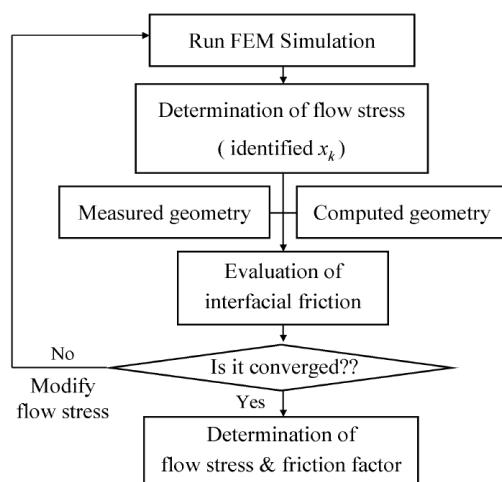 Run FEM Simulation
Determination of flow stress
( identified x_k )
Measured geometry
Computed geometry
Evaluation of
interfacial friction
Is it converged??
No
Modify
flow stress
Yes
Determination of
flow stress & friction factor